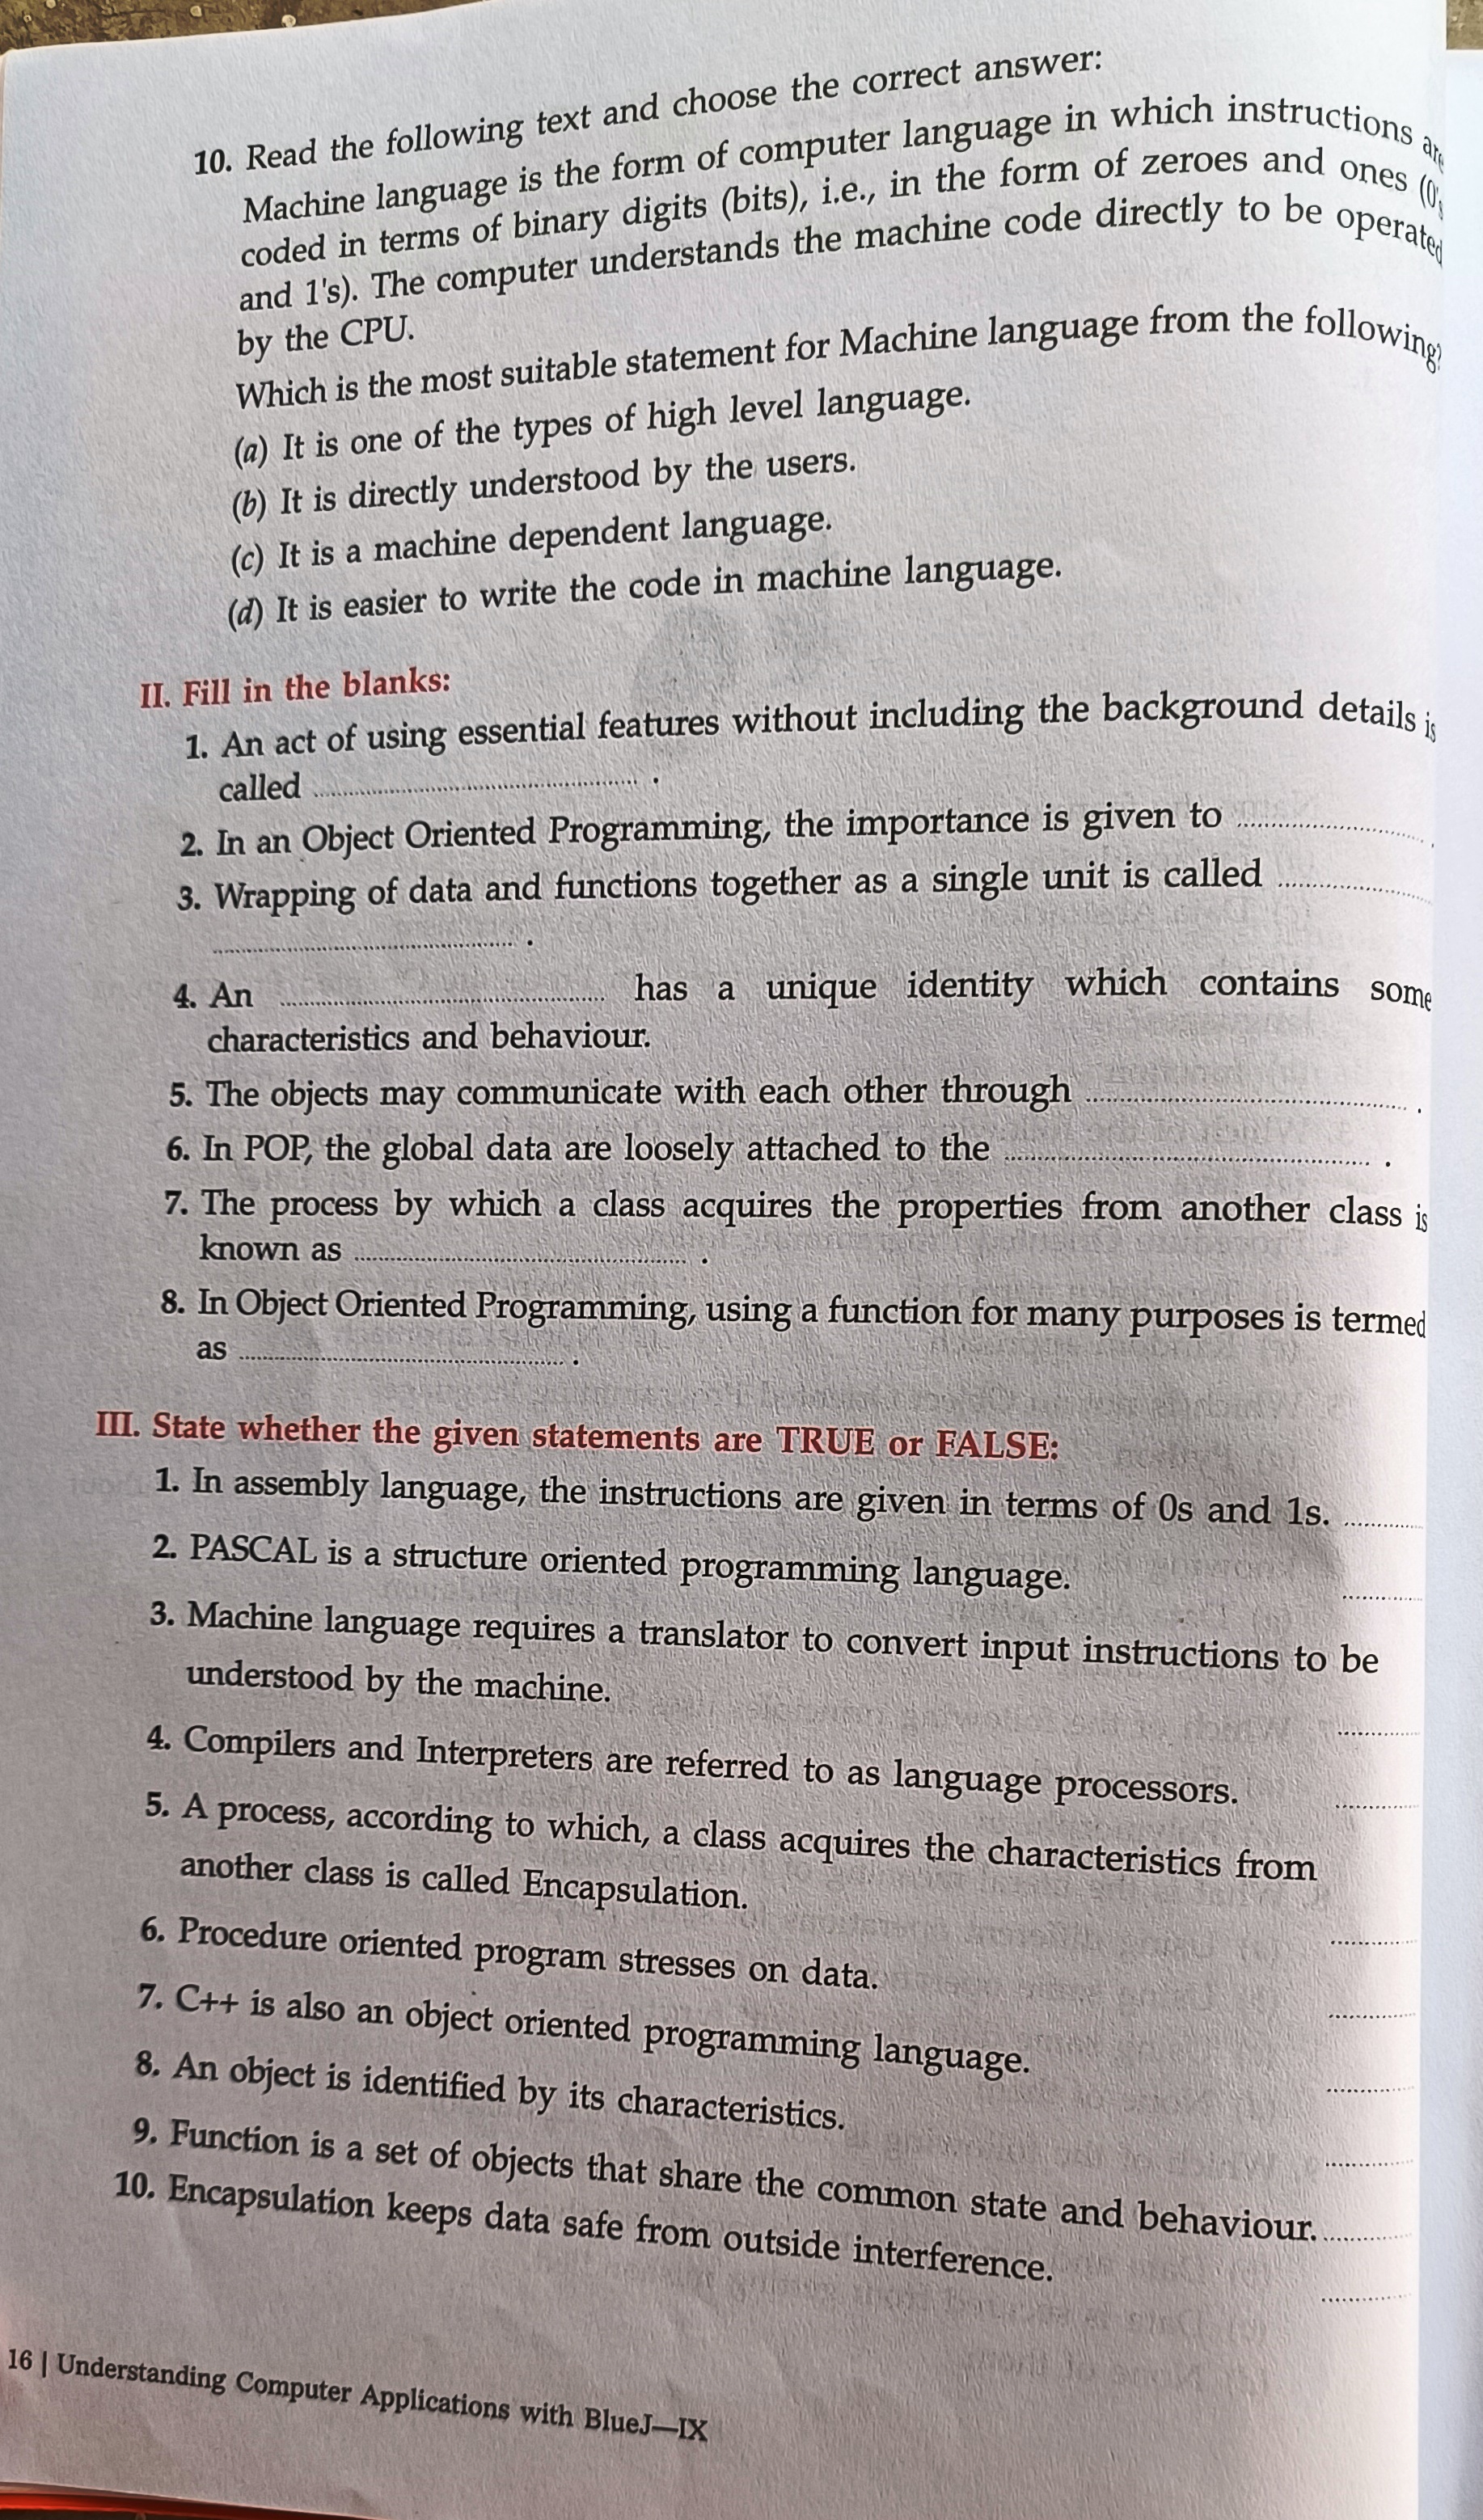 10. Read the following text and choose the correct answer:
Machine language is the form of computer language in which instructions are
coded in terms of binary digits (bits), i.e., in the form of zeroes and ones (0's
and 1's). The computer understands the machine code directly to be operated
by the CPU.
Which is the most suitable statement for Machine language from the following?
(a) It is one of the types of high level language.
(b) It is directly understood by the users.
(c) It is a machine dependent language.
(d) It is easier to write the code in machine language.
II. Fill in the blanks:
1. An act of using essential features without including the background details is
called .............................. .
2. In an Object Oriented Programming, the importance is given to .................... .
3. Wrapping of data and functions together as a single unit is called ...............
.............................. .
4. An .............................. has a unique identity which contains some
characteristics and behaviour.
5. The objects may communicate with each other through .............................. .
6. In POP, the global data are loosely attached to the .............................. .
7. The process by which a class acquires the properties from another class is
known as .............................. .
8. In Object Oriented Programming, using a function for many purposes is termed
as .............................. .
III. State whether the given statements are TRUE or FALSE:
1. In assembly language, the instructions are given in terms of 0s and 1s. ..........
2. PASCAL is a structure oriented programming language. ..........
3. Machine language requires a translator to convert input instructions to be
understood by the machine. ..........
4. Compilers and Interpreters are referred to as language processors. ..........
5. A process, according to which, a class acquires the characteristics from
another class is called Encapsulation. ..........
6. Procedure oriented program stresses on data. ..........
7. C++ is also an object oriented programming language. ..........
8. An object is identified by its characteristics. ..........
9. Function is a set of objects that share the common state and behaviour. ..........
10. Encapsulation keeps data safe from outside interference. ..........
16 | Understanding Computer Applications with BlueJ—IX